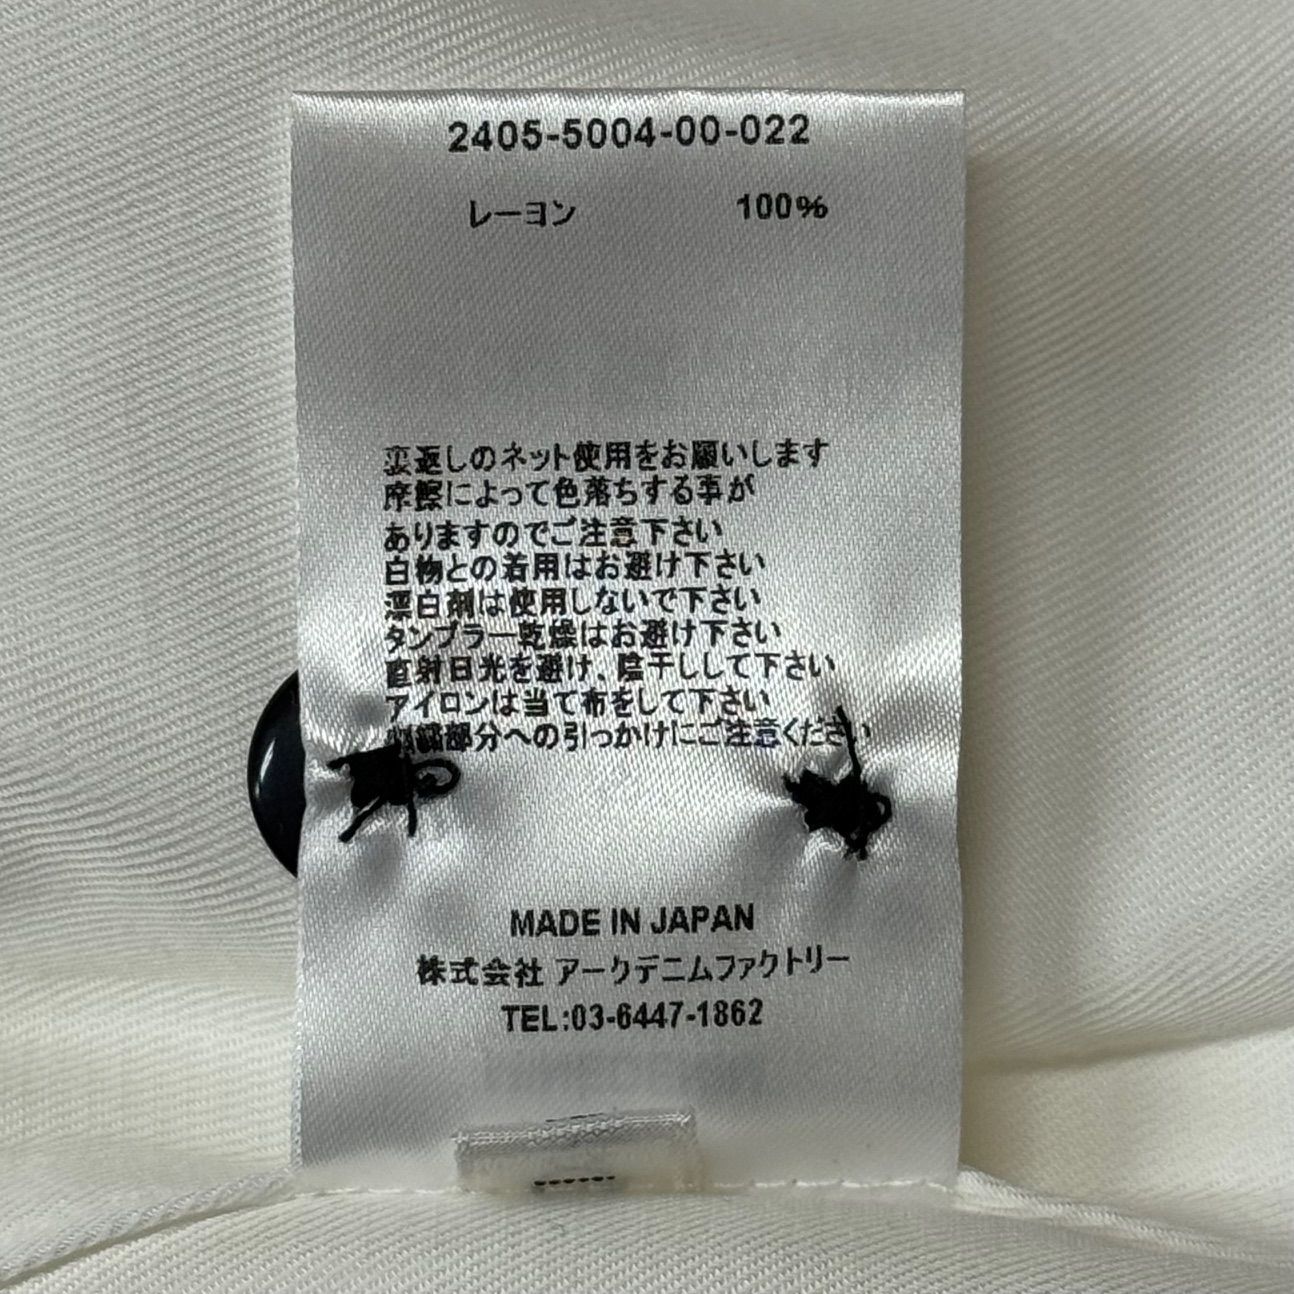 2405-5004-00-022
レーヨン 100%
裏返しのネット使用をお願いします
摩擦によって色落ちする事が
ありますのでご注意下さい
白物との着用はお避け下さい
漂白剤は使用しないで下さい
タンブラー乾燥はお避け下さい
直射日光を避け、陰干しして下さい
アイロンは当て布をして下さい
刺繍部分への引っかけにご注意ください
MADE IN JAPAN
株式会社 アークデニムファクトリー
TEL:03-6447-1862